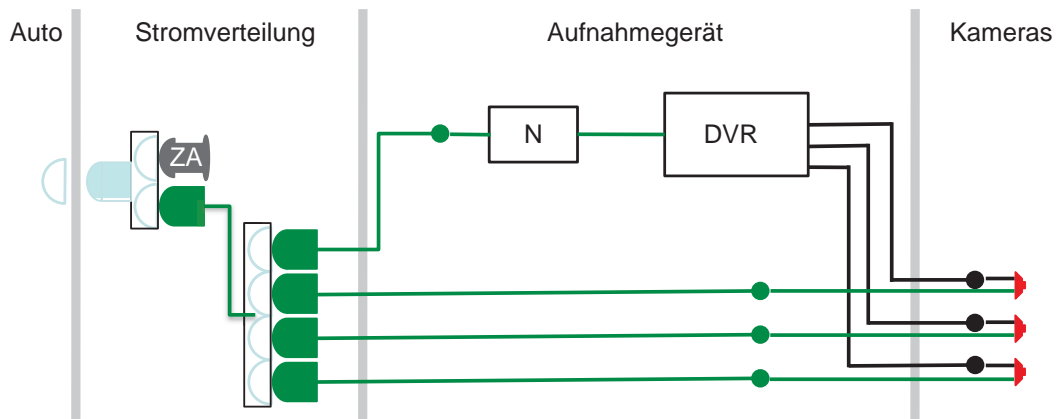 Auto
Stromverteilung
Aufnahmegerät
Kameras
ZA
N
DVR